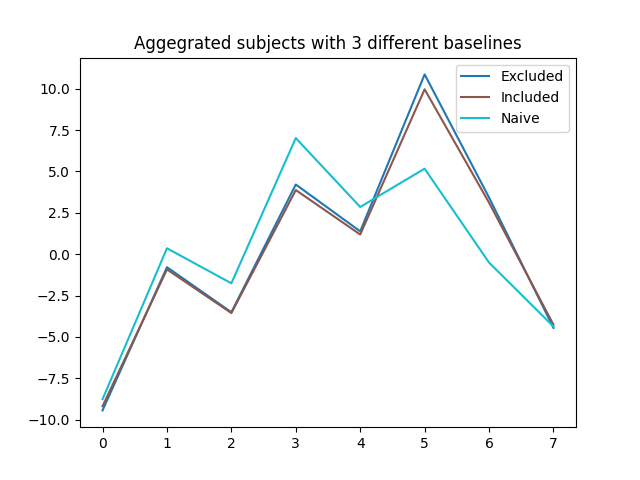 Aggegrated subjects with 3 different baselines
Excluded
Included
Naive
10.0
7.5
5.0
2.5
0.0
−2.5
−5.0
−7.5
−10.0
0 1 2 3 4 5 6 7